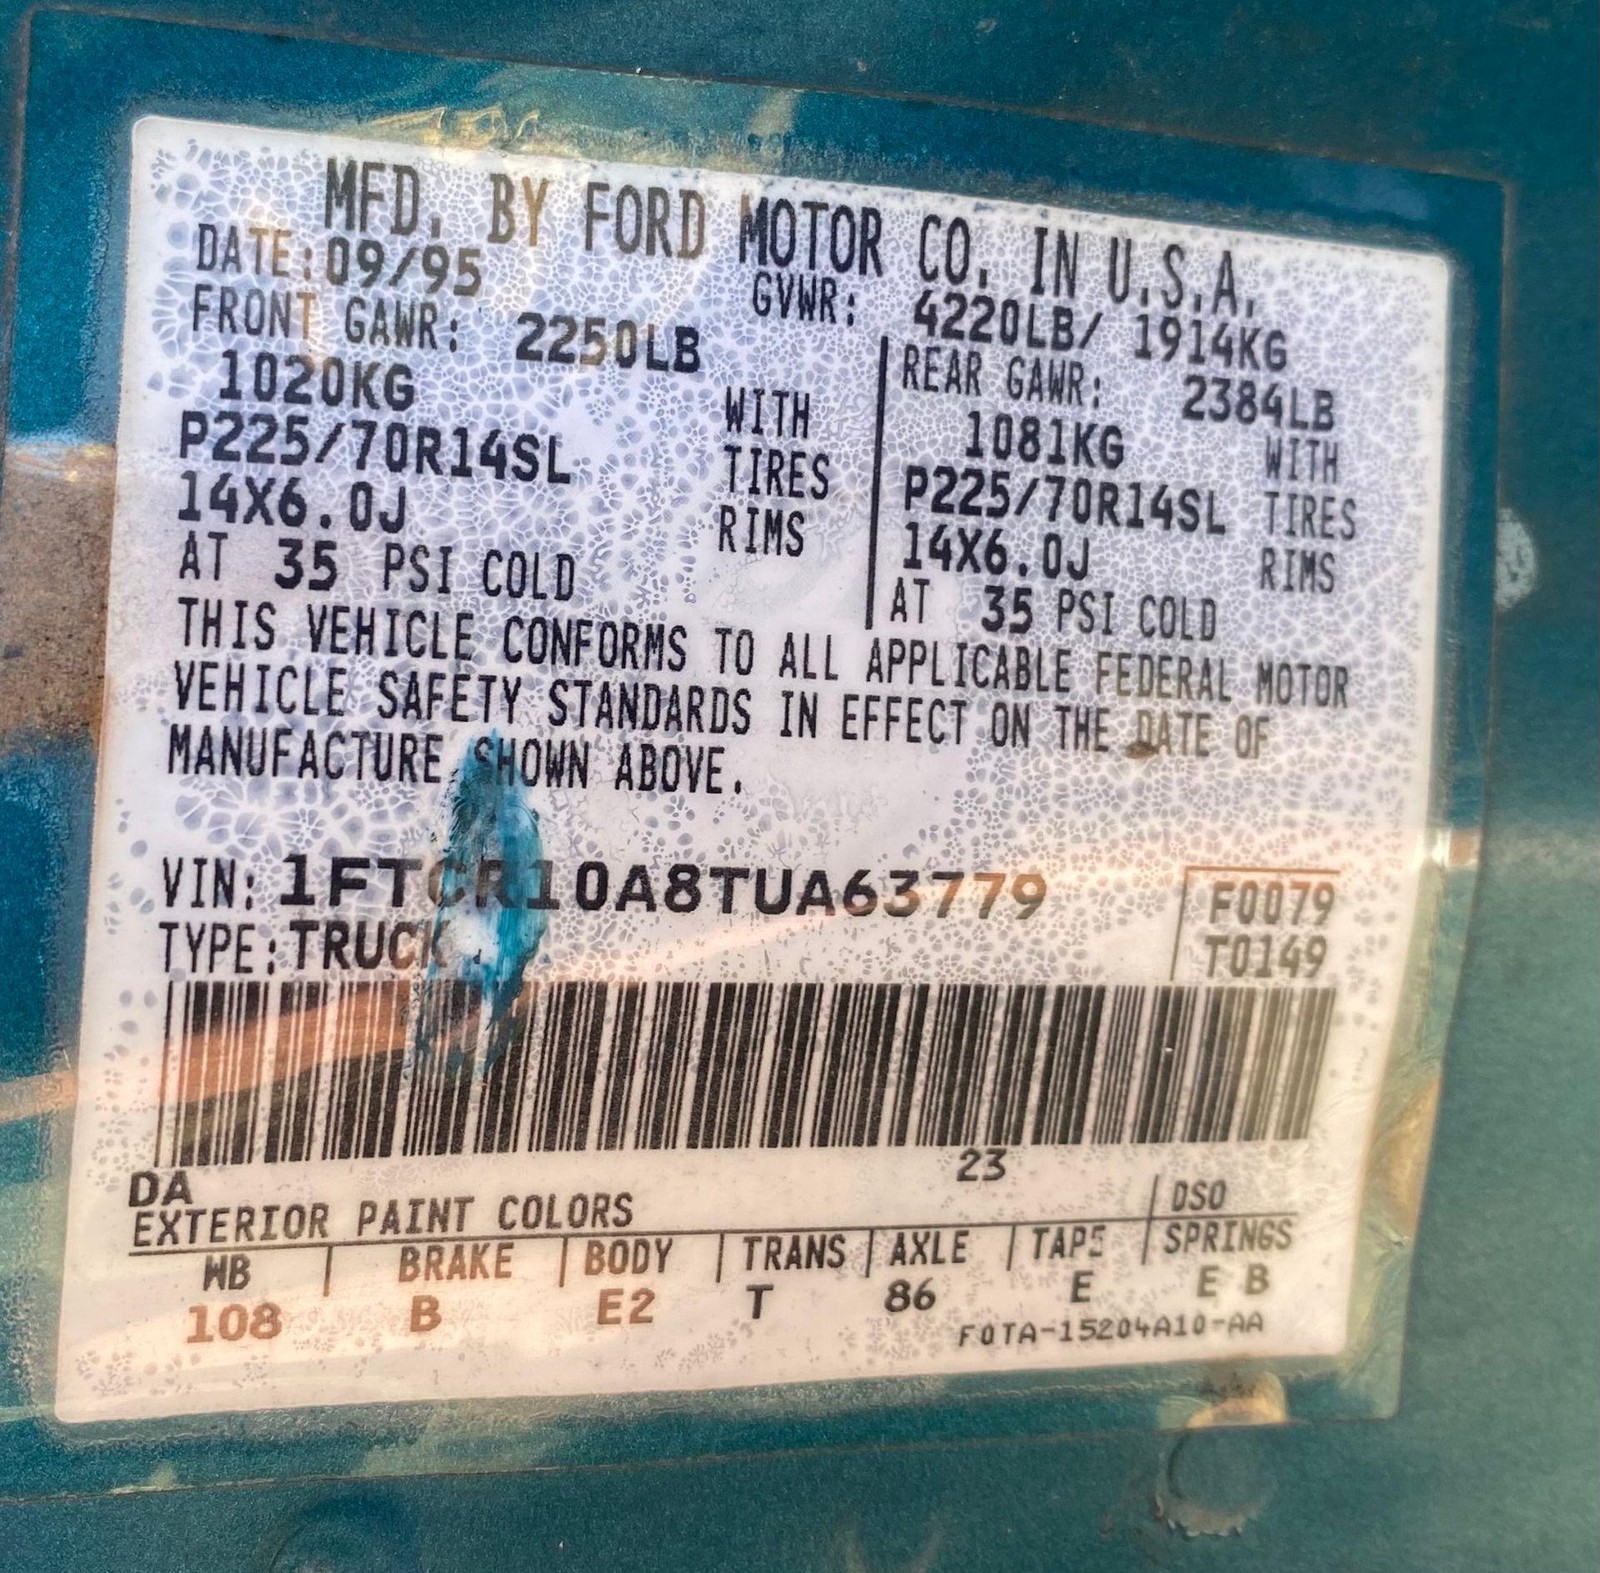 MFD. BY FORD MOTOR CO. IN U.S.A.
DATE: 09/95 GVWR: 4220LB/ 1914KG
FRONT GAWR: 2250LB REAR GAWR: 2384LB
1020KG WITH 1081KG WITH
P225/70R14SL TIRES P225/70R14SL TIRES
14X6.0J RIMS 14X6.0J RIMS
AT 35 PSI COLD AT 35 PSI COLD
THIS VEHICLE CONFORMS TO ALL APPLICABLE FEDERAL MOTOR
VEHICLE SAFETY STANDARDS IN EFFECT ON THE DATE OF
MANUFACTURE SHOWN ABOVE.
VIN: 1FTCR10A8TUA63779 F0079
TYPE: TRUCK T0149
23
DA
EXTERIOR PAINT COLORS DSO
WB BRAKE BODY TRANS AXLE TAPE SPRINGS
108 B E2 T 86 E E B
F0TA-15204A10-AA